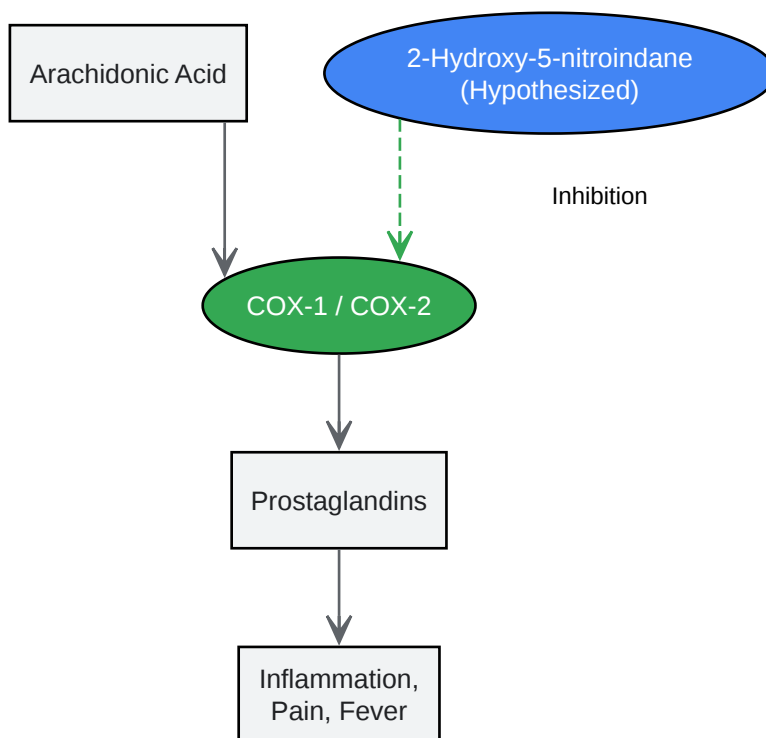 Arachidonic Acid
2-Hydroxy-5-nitroindane
(Hypothesized)
Inhibition
COX-1 / COX-2
Prostaglandins
Inflammation,
Pain, Fever